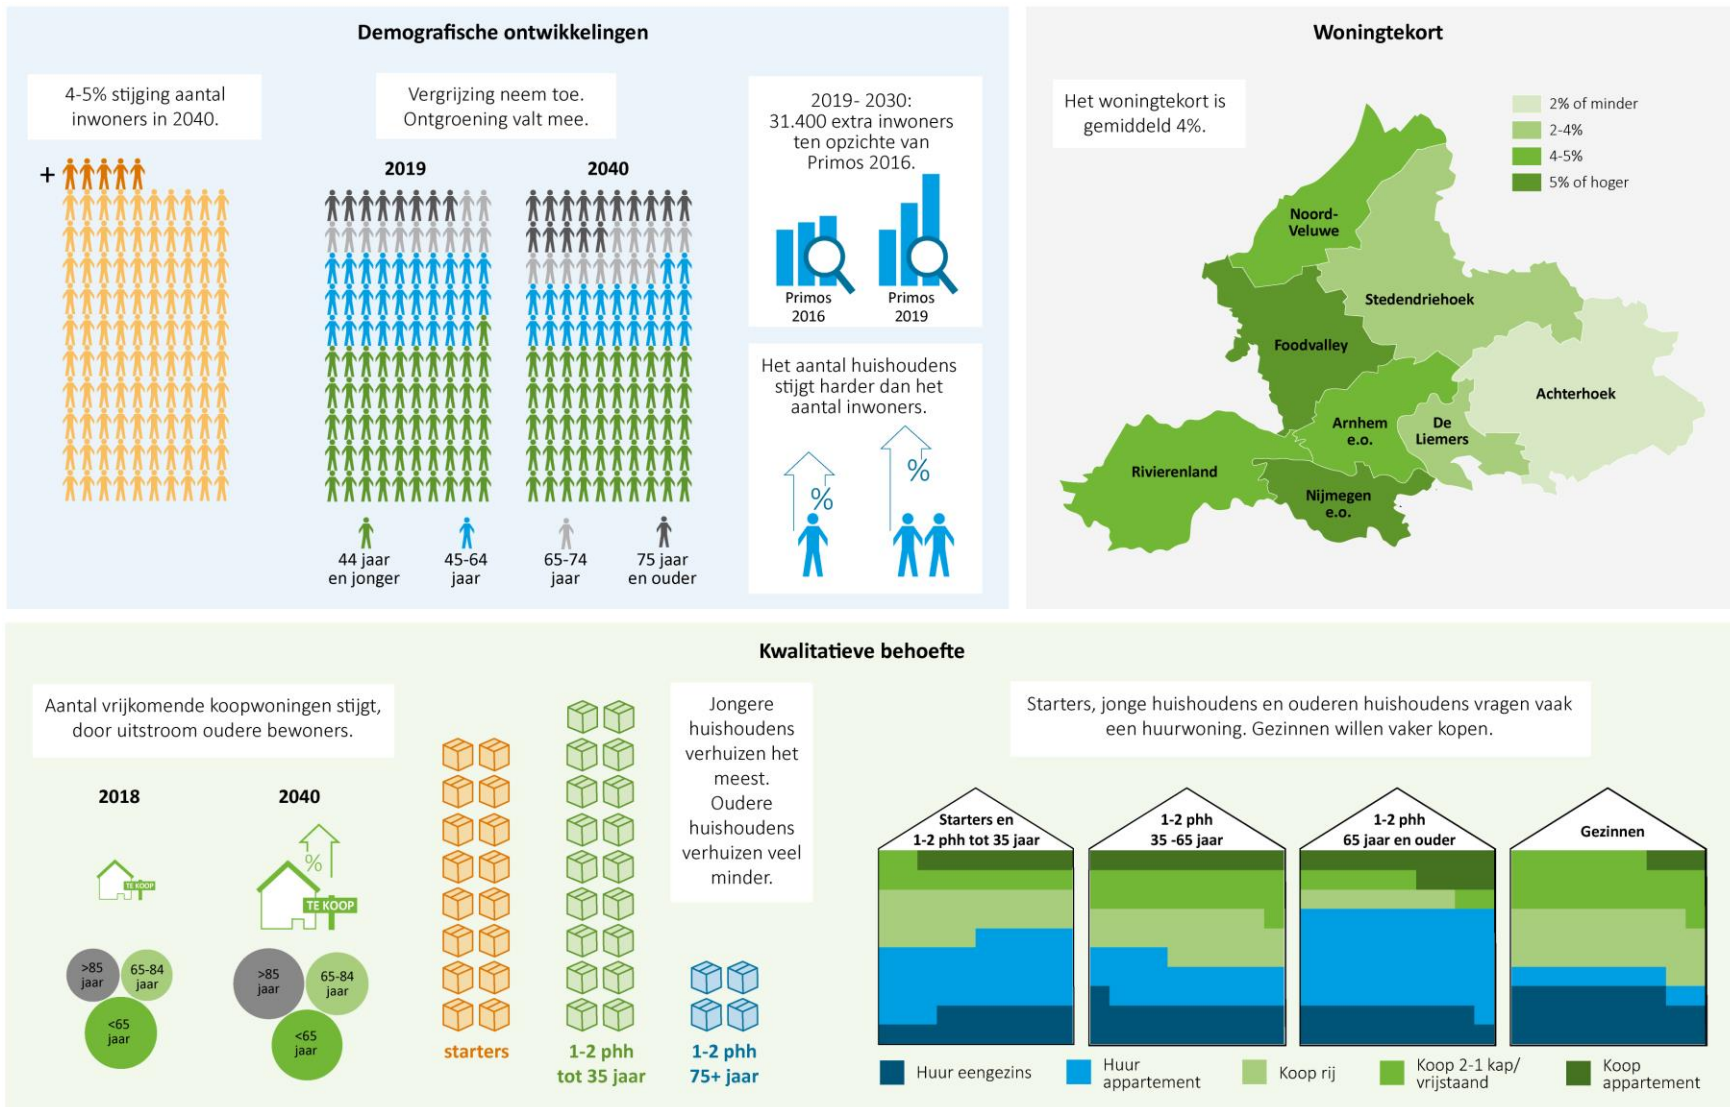 Demografische ontwikkelingen
4-5% stijging aantal
inwoners in 2040.
+
Vergrijzing neem toe.
Ontgroening valt mee.
2019
2040
44 jaar
en jonger
45-64
jaar
65-74
jaar
75 jaar
en ouder
2019- 2030:
31.400 extra inwoners
ten opzichte van
Primos 2016.
Primos
2016
Primos
2019
Het aantal huishoudens
stijgt harder dan het
aantal inwoners.
%
%
Woningtekort
Het woningtekort is
gemiddeld 4%.
2% of minder
2-4%
4-5%
5% of hoger
Noord-
Veluwe
Stedendriehoek
Foodvalley
Achterhoek
Arnhem
e.o.
De
Liemers
Rivierenland
Nijmegen
e.o.
Kwalitatieve behoefte
Aantal vrijkomende koopwoningen stijgt,
door uitstroom oudere bewoners.
2018
2040
TE KOOP
%
TE KOOP
>85
jaar
65-84
jaar
<65
jaar
>85
jaar
65-84
jaar
<65
jaar
starters
1-2 phh
tot 35 jaar
1-2 phh
75+ jaar
Jongere
huishoudens
verhuizen het
meest.
Oudere
huishoudens
verhuizen veel
minder.
Starters, jonge huishoudens en ouderen huishoudens vragen vaak
een huurwoning. Gezinnen willen vaker kopen.
Starters en
1-2 phh tot 35 jaar
1-2 phh
35 -65 jaar
1-2 phh
65 jaar en ouder
Gezinnen
Huur eengezins
Huur
appartement
Koop rij
Koop 2-1 kap/
vrijstaand
Koop
appartement